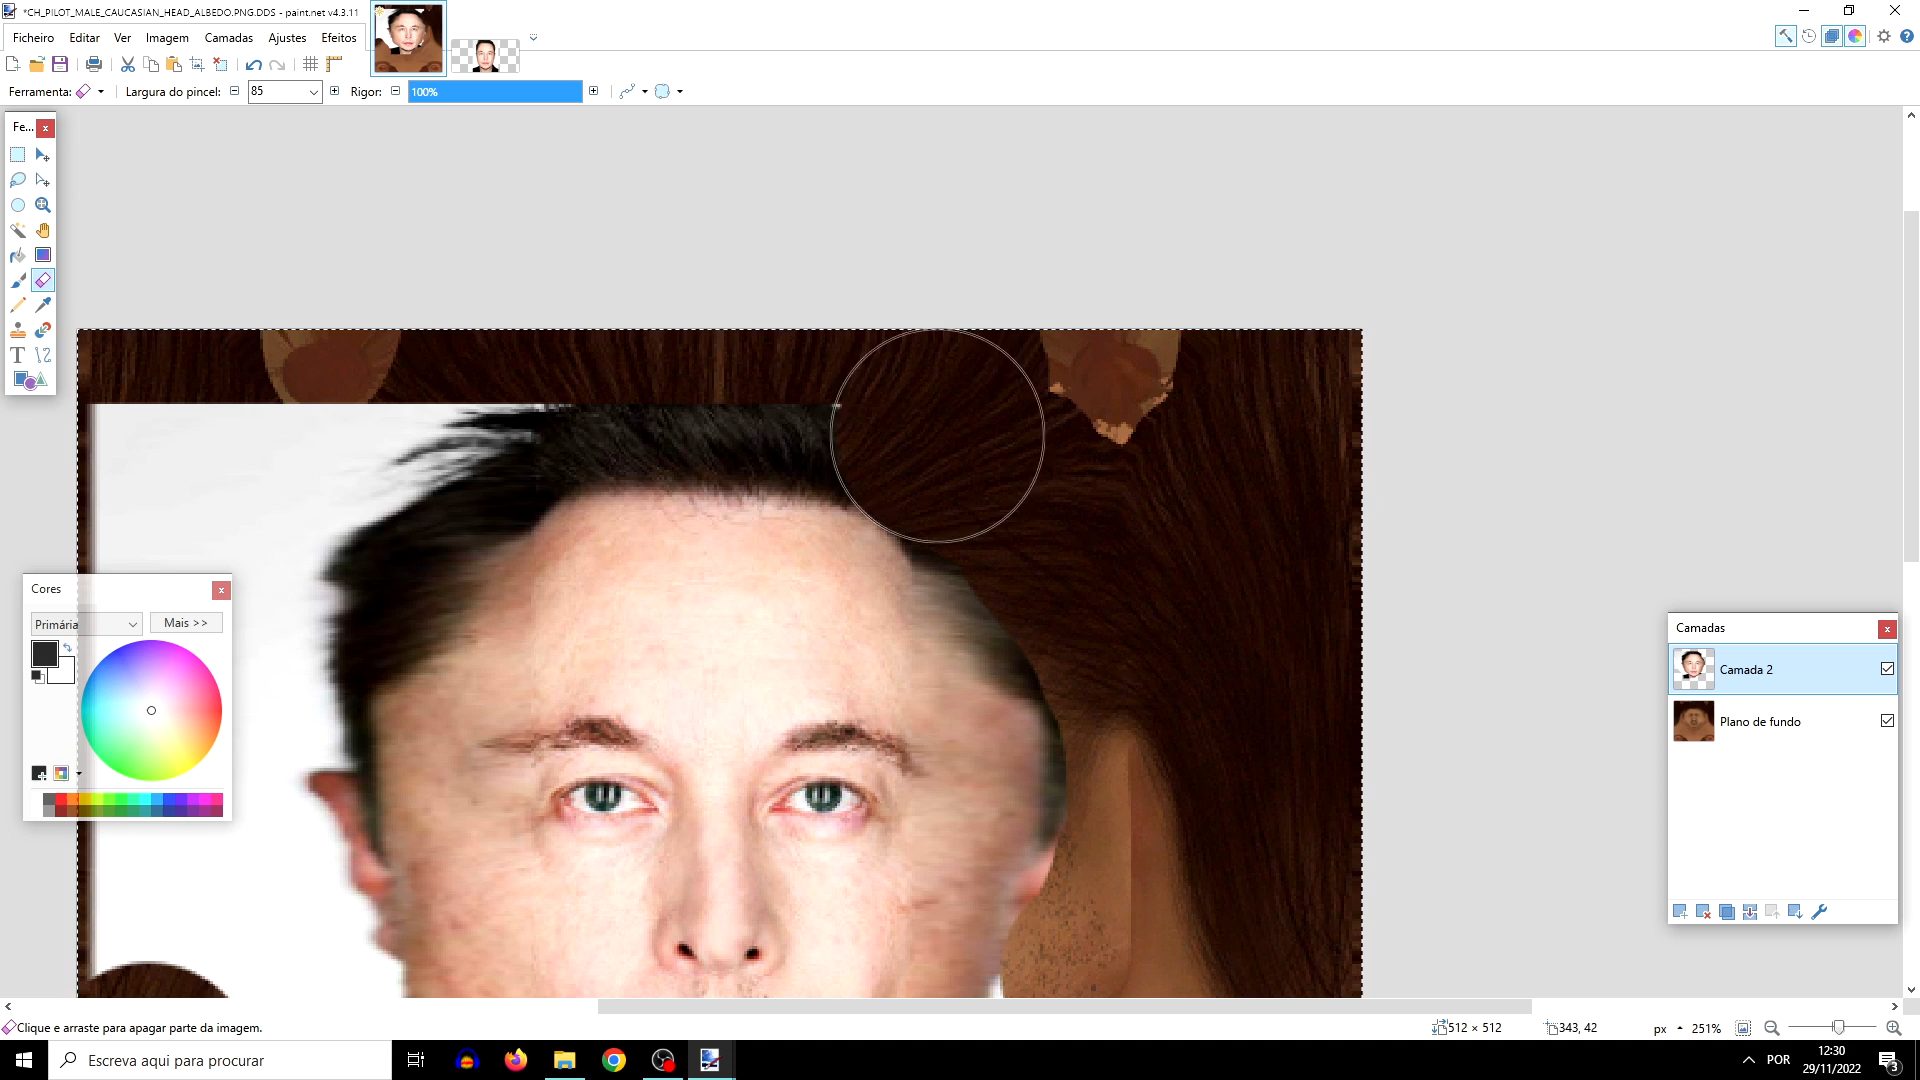 *CH_PILOT_MALE_CAUCASIAN_HEAD_ALBEDO.PNG.DDS - paint.net v4.3.11
Ficheiro Editar Ver Imagem Camadas Ajustes Efeitos
Ferramenta: Largura do pincel: 85 Rigor: 100%
Fe... x
Cores x
Primária Mais >>
Camadas x
Camada 2
Plano de fundo
Clique e arraste para apagar parte da imagem. 512 × 512 343, 42 px 251%
Escreva aqui para procurar
POR
12:30
29/11/2022
3